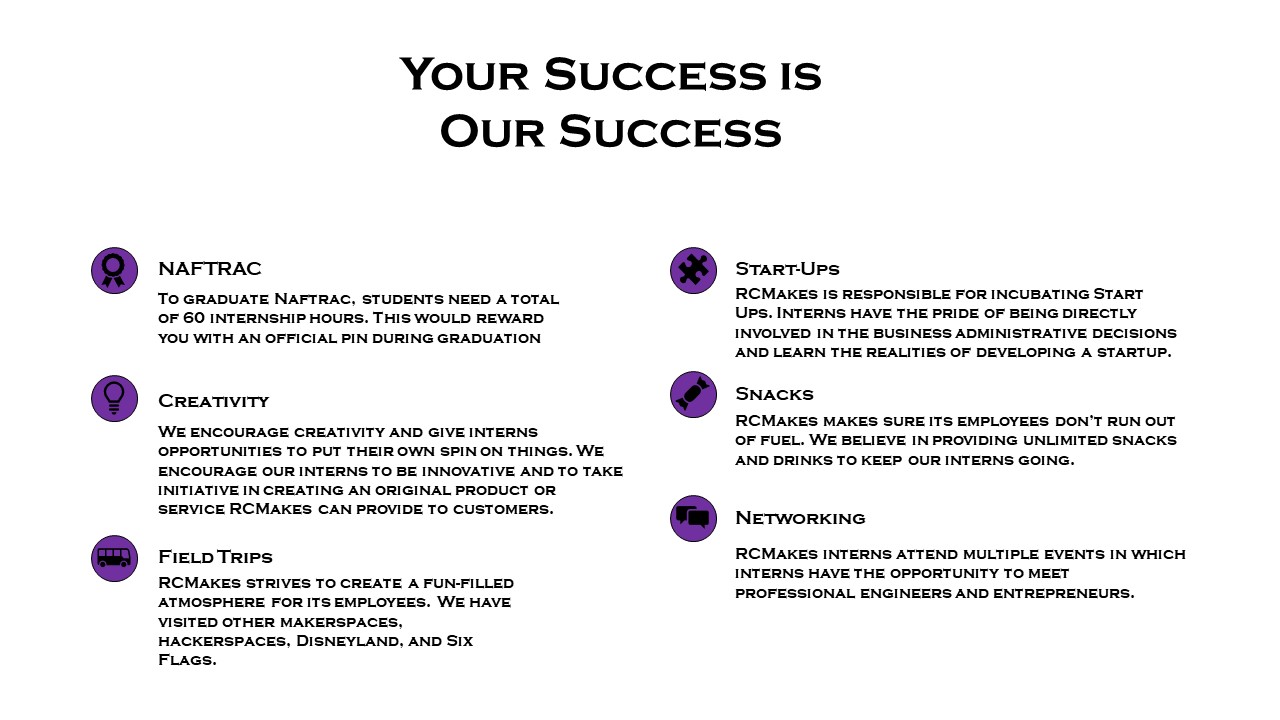 Your Success is
Our Success
NAFTRAC
To graduate Naftrac, students need a total
of 60 internship hours. This would reward
you with an official pin during graduation
Creativity
We encourage creativity and give interns
opportunities to put their own spin on things. We
encourage our interns to be innovative and to take
initiative in creating an original product or
service RCMakes can provide to customers.
Field Trips
RCMakes strives to create a fun-filled
atmosphere for its employees. We have
visited other makerspaces,
hackerspaces, Disneyland, and Six
Flags.
Start-Ups
RCMakes is responsible for incubating Start
Ups. Interns have the pride of being directly
involved in the business administrative decisions
and learn the realities of developing a startup.
Snacks
RCMakes makes sure its employees don't run out
of fuel. We believe in providing unlimited snacks
and drinks to keep our interns going.
Networking
RCMakes interns attend multiple events in which
interns have the opportunity to meet
professional engineers and entrepreneurs.